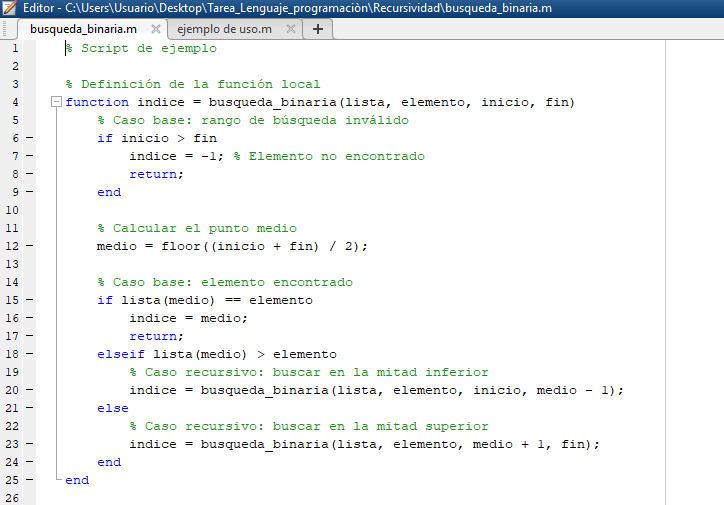 Editor - C:\Users\Usuario\Desktop\Tarea_Lenguaje_programaciòn\Recursividad\busqueda_binaria.m
busqueda_binaria.m × ejemplo de uso.m × +
1 % Script de ejemplo
2
3 % Definición de la función local
4 function indice = busqueda_binaria(lista, elemento, inicio, fin)
5 % Caso base: rango de búsqueda inválido
6 – if inicio > fin
7 – indice = -1; % Elemento no encontrado
8 – return;
9 – end
10
11 % Calcular el punto medio
12 – medio = floor((inicio + fin) / 2);
13
14 % Caso base: elemento encontrado
15 – if lista(medio) == elemento
16 – indice = medio;
17 – return;
18 – elseif lista(medio) > elemento
19 % Caso recursivo: buscar en la mitad inferior
20 – indice = busqueda_binaria(lista, elemento, inicio, medio - 1);
21 – else
22 % Caso recursivo: buscar en la mitad superior
23 – indice = busqueda_binaria(lista, elemento, medio + 1, fin);
24 – end
25 – end
26